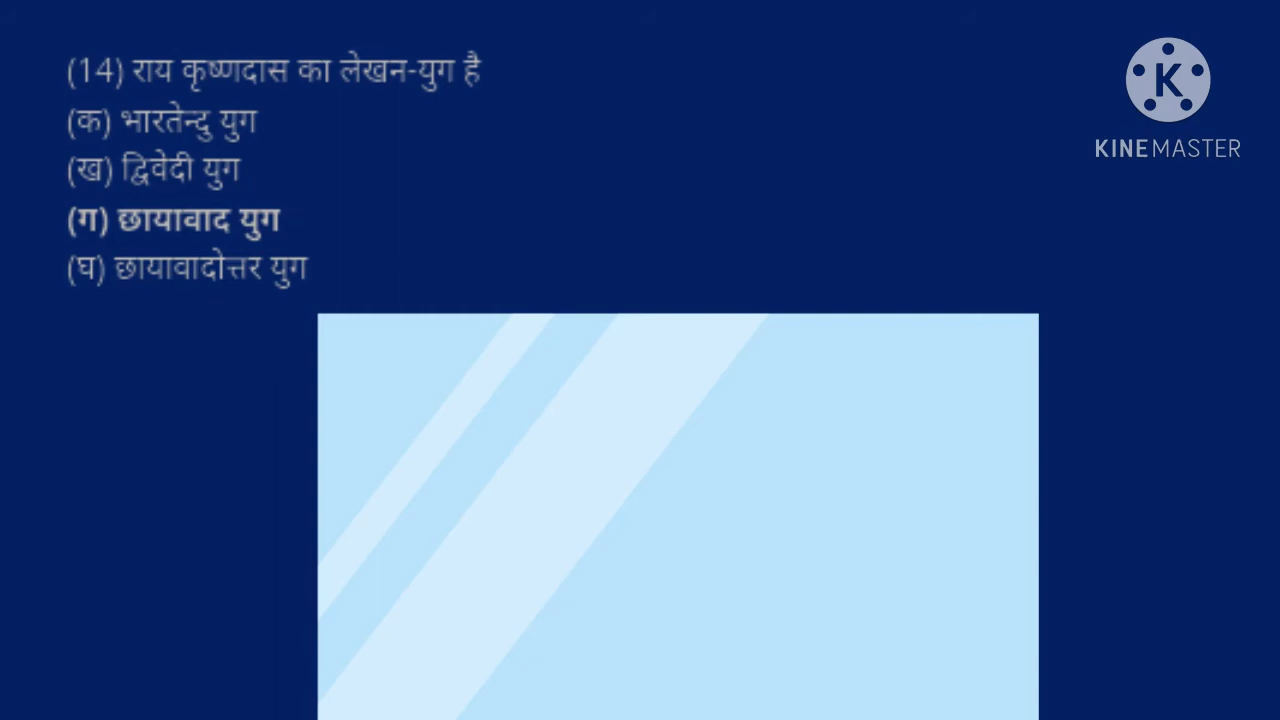 (14) राय कृष्णदास का लेखन-युग है
(क) भारतेन्दु युग
(ख) द्विवेदी युग
(ग) छायावाद युग
(घ) छायावादोत्तर युग
K
KINEMASTER